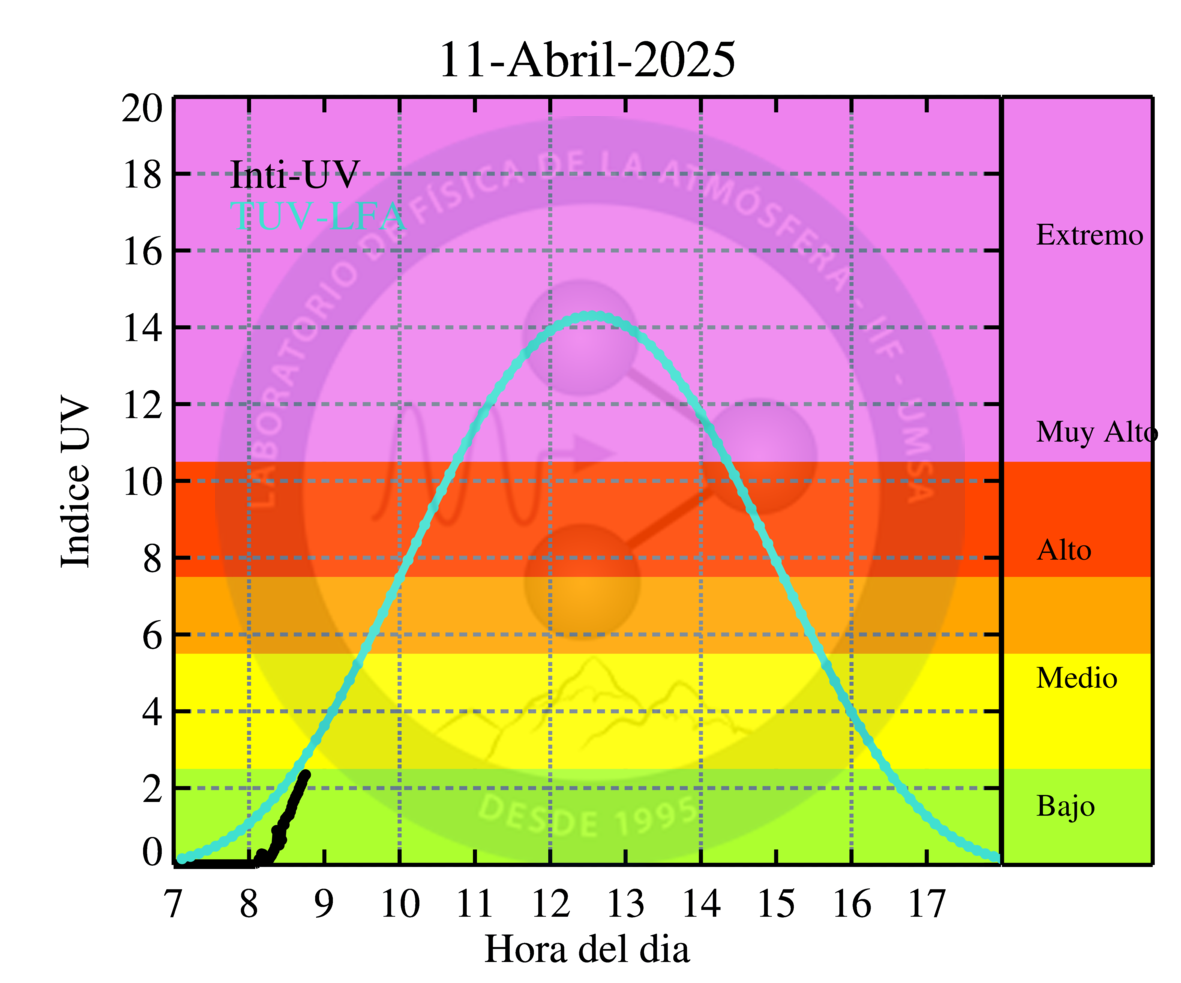 11-Abril-2025
Indice UV
20
18
16
14
12
10
8
6
4
2
0
Inti-UV
TUV-LFA
LABORATORIO DE FÍSICA DE LA ATMÓSFERA - IIF - UMSA
DESDE 1995
Extremo
Muy Alto
Alto
Medio
Bajo
7 8 9 10 11 12 13 14 15 16 17
Hora del dia